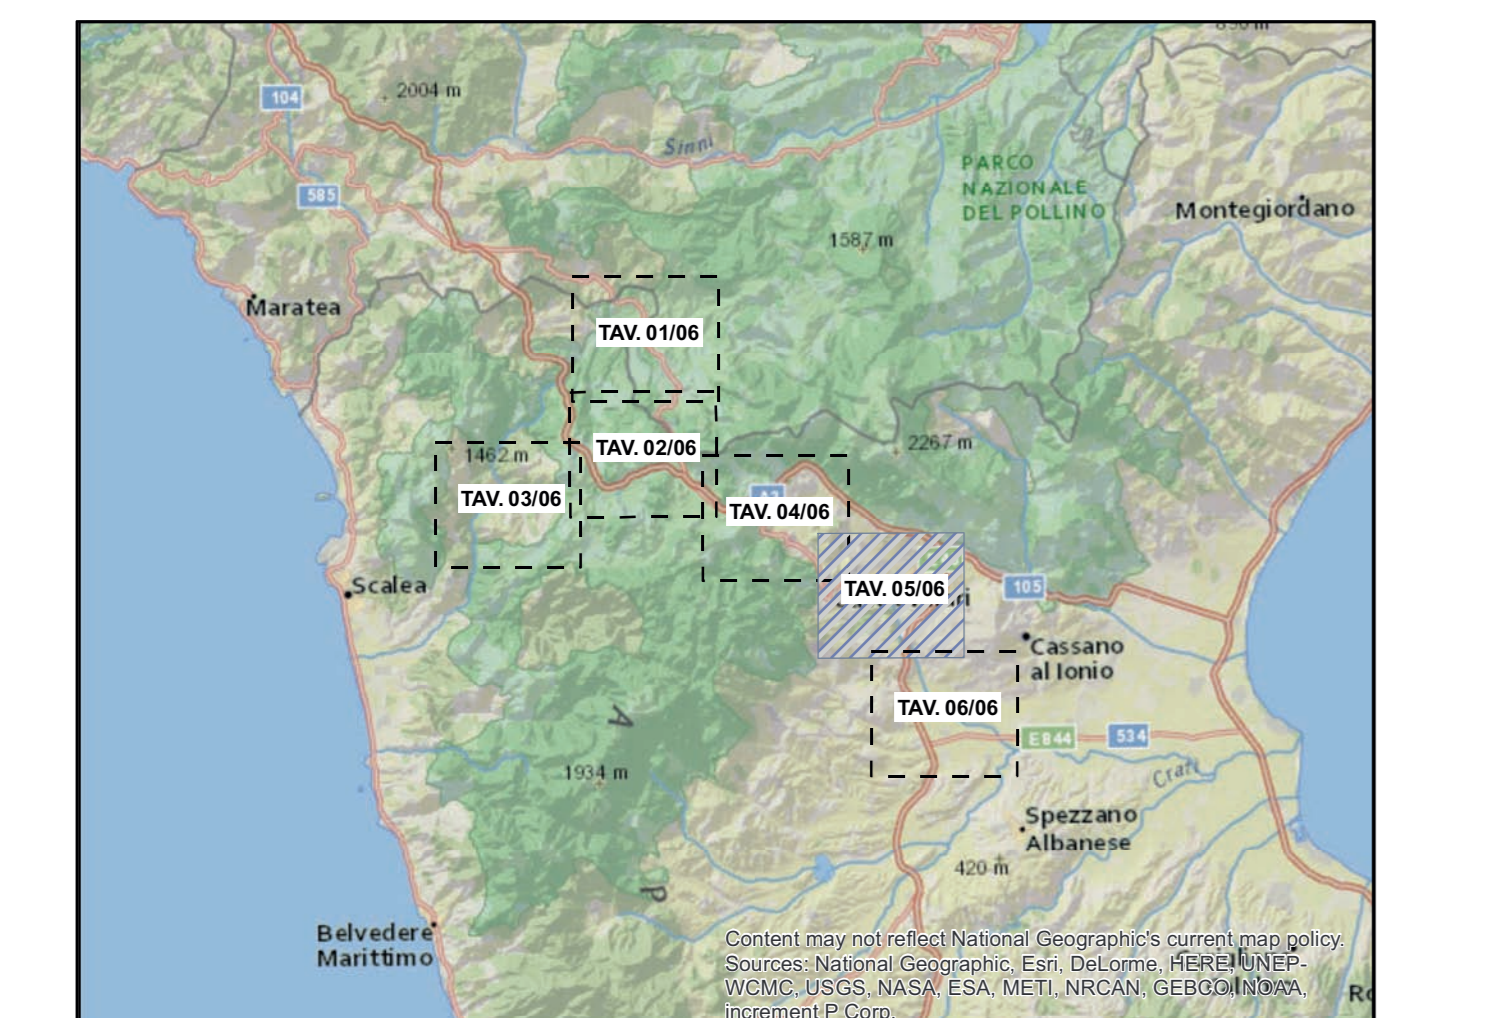 850 m
104
2004 m
Sinni
585
PARCO
NAZIONALE
DEL POLLINO
Montegiordano
1587 m
Maratea
TAV. 01/06
2267 m
TAV. 02/06
1462 m
TAV. 03/06
A3
TAV. 04/06
Scalea
TAV. 05/06
ri
105
Cassano
al Ionio
TAV. 06/06
A
E844
534
Crati
1934 m
Spezzano
Albanese
420 m
P
Belvedere
Marittimo
Content may not reflect National Geographic's current map policy.
Sources: National Geographic, Esri, DeLorme, HERE, UNEP-
WCMC, USGS, NASA, ESA, METI, NRCAN, GEBCO, NOAA,
increment P Corp.